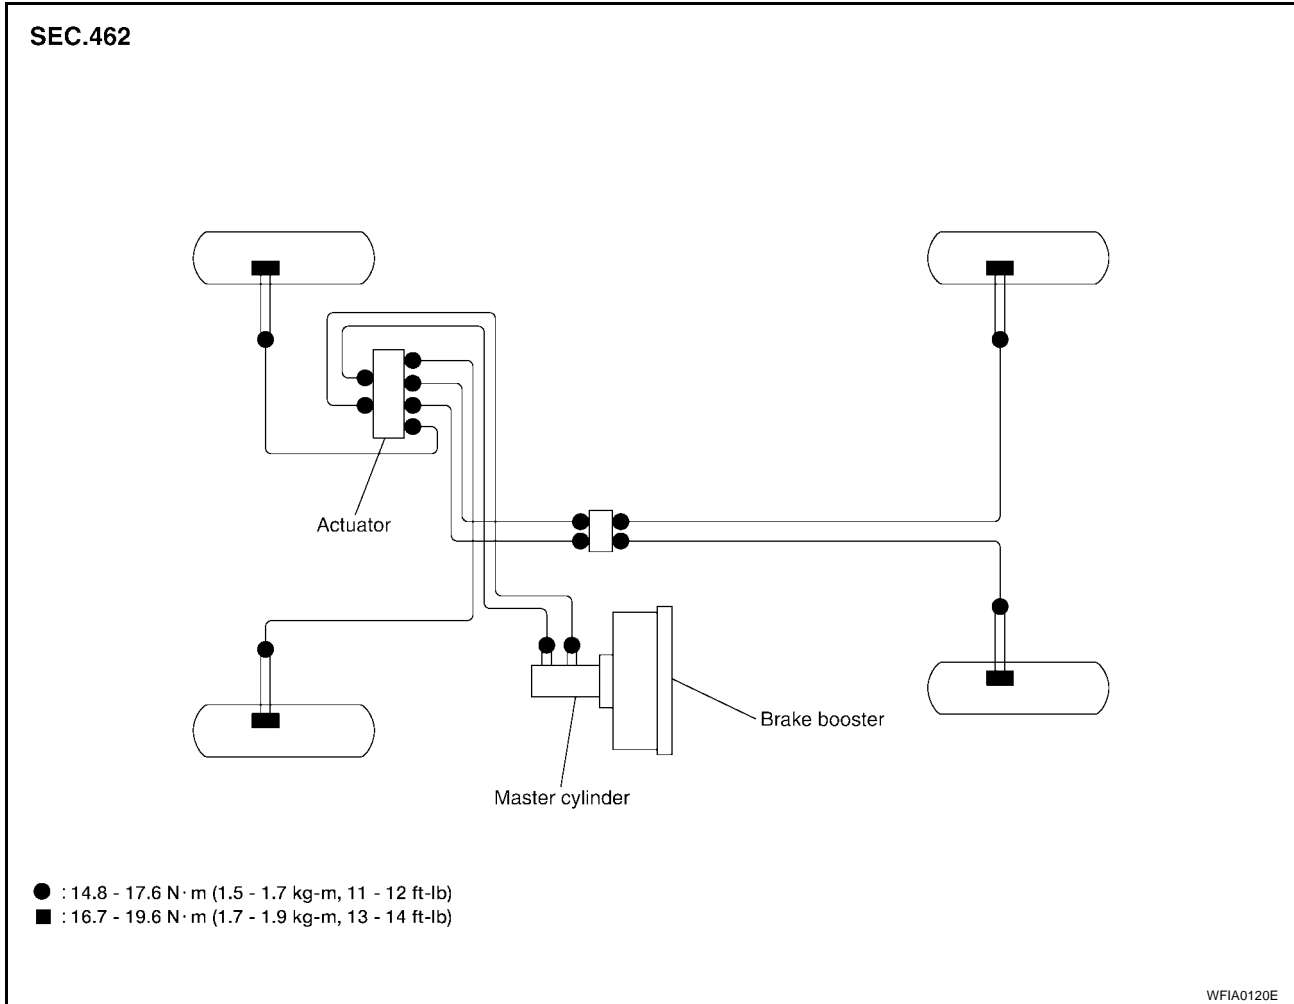 SEC.462
Actuator
Brake booster
Master cylinder
● : 14.8 - 17.6 N·m (1.5 - 1.7 kg-m, 11 - 12 ft-lb)
■ : 16.7 - 19.6 N·m (1.7 - 1.9 kg-m, 13 - 14 ft-lb)
WFIA0120E